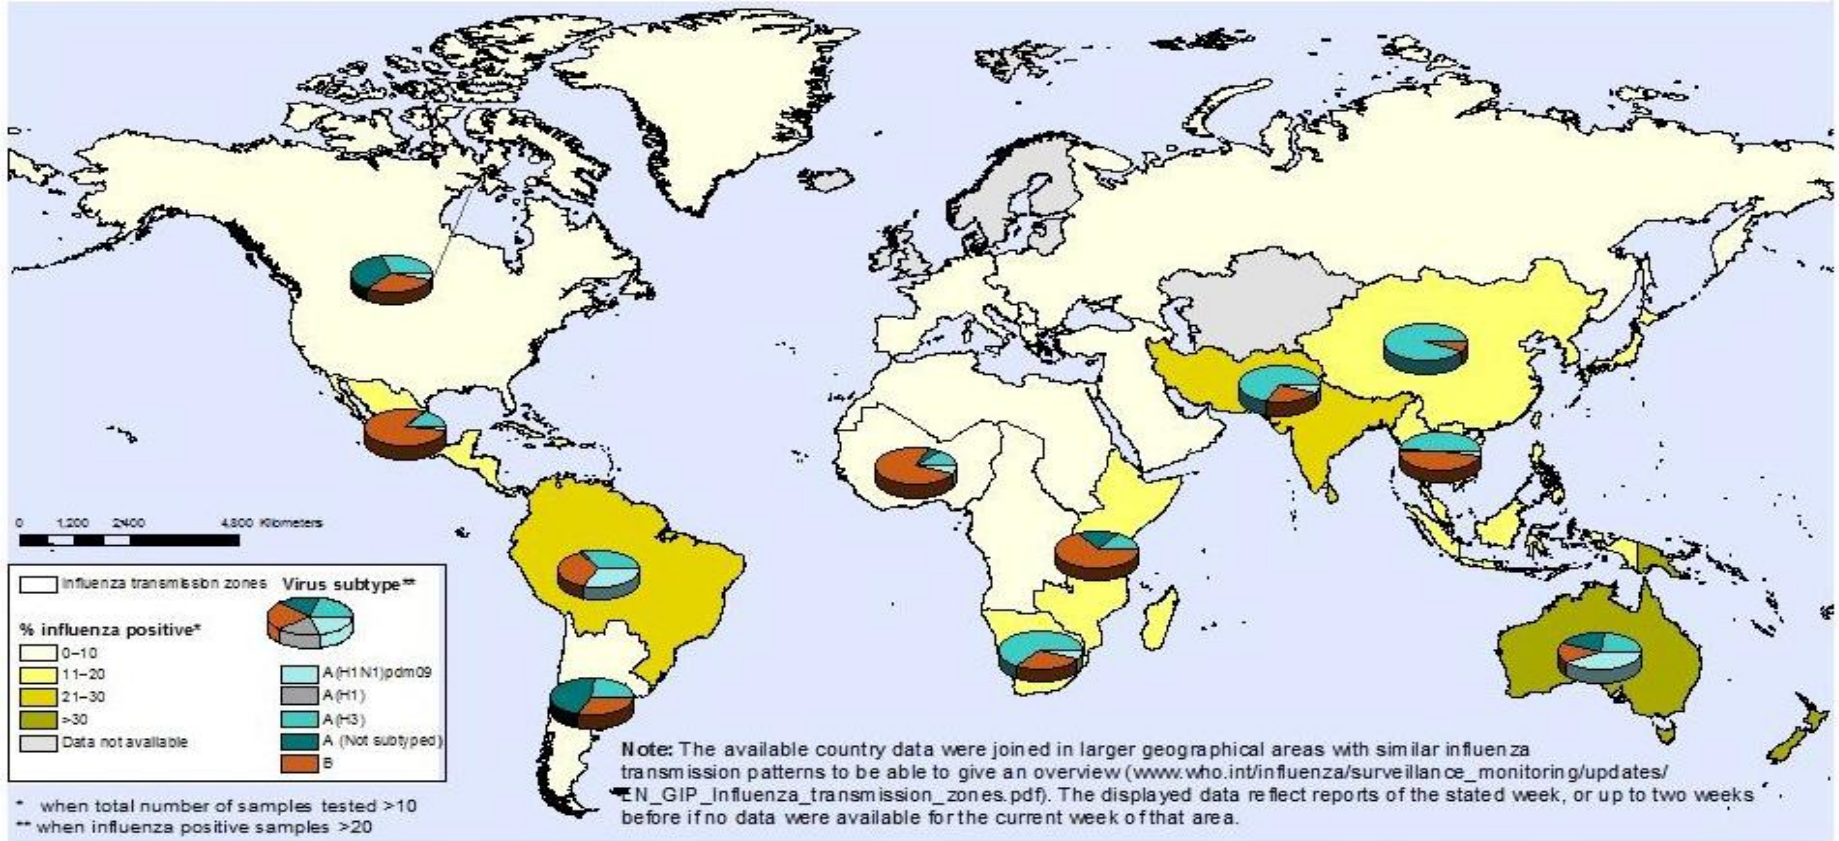 0 1,200 2,400 4,800 Kilometers
Influenza transmission zones
Virus subtype**
% influenza positive*
0–10
11–20
21–30
>30
Data not available
A(H1N1)pdm09
A(H1)
A(H3)
A (Not subtyped)
B
* when total number of samples tested >10
** when influenza positive samples >20
Note: The available country data were joined in larger geographical areas with similar influenza
transmission patterns to be able to give an overview (www.who.int/influenza/surveillance_monitoring/updates/
EN_GIP_Influenza_transmission_zones.pdf). The displayed data reflect reports of the stated week, or up to two weeks
before if no data were available for the current week of that area.